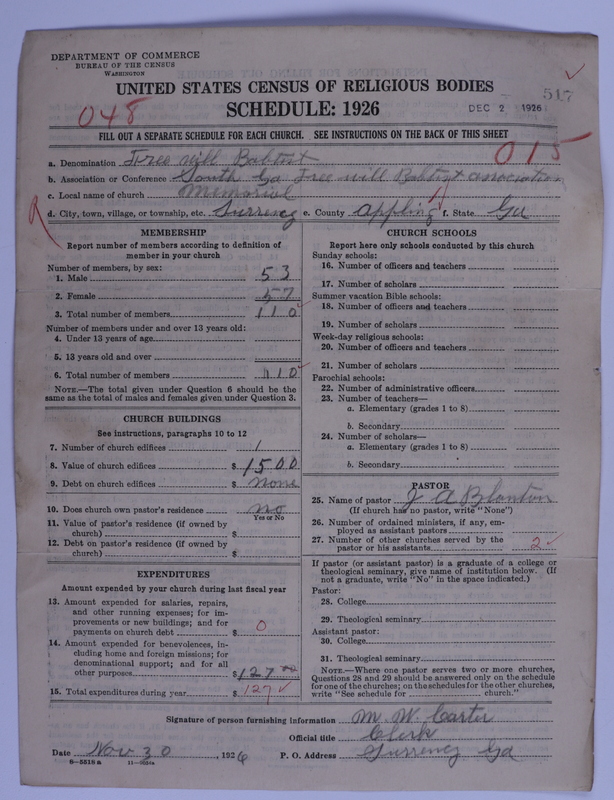 DEPARTMENT OF COMMERCE
BUREAU OF THE CENSUS
WASHINGTON
UNITED STATES CENSUS OF RELIGIOUS BODIES
SCHEDULE: 1926
DEC 2 1926
517
048
FILL OUT A SEPARATE SCHEDULE FOR EACH CHURCH. SEE INSTRUCTIONS ON THE BACK OF THIS SHEET
015
a. Denomination Free will Babtist
b. Association or Conference South Ga Free will Babtist association
c. Local name of church Memorial
d. City, town, village, or township, etc. Surrency e. County Appling f. State Ga
MEMBERSHIP
Report number of members according to definition of member in your church
Number of members, by sex:
1. Male 53
2. Female 57
3. Total number of members 110
Number of members under and over 13 years old:
4. Under 13 years of age
5. 13 years old and over
6. Total number of members 110
NOTE.—The total given under Question 6 should be the
same as the total of males and females given under Question 3.
CHURCH BUILDINGS
See instructions, paragraphs 10 to 12
7. Number of church edifices 1
8. Value of church edifices $ 1500
9. Debt on church edifices $ none
10. Does church own pastor's residence no
Yes or No
11. Value of pastor's residence (if owned by
church) $
12. Debt on pastor's residence (if owned by
church) $
EXPENDITURES
Amount expended by your church during last fiscal year
13. Amount expended for salaries, repairs,
and other running expenses; for im-
provements or new buildings; and for
payments on church debt $ 0
14. Amount expended for benevolences, in-
cluding home and foreign missions; for
denominational support; and for all
other purposes $ 127.00
15. Total expenditures during year $ 127
CHURCH SCHOOLS
Report here only schools conducted by this church
Sunday schools:
16. Number of officers and teachers
17. Number of scholars
Summer vacation Bible schools:
18. Number of officers and teachers
19. Number of scholars
Week-day religious schools:
20. Number of officers and teachers
21. Number of scholars
Parochial schools:
22. Number of administrative officers
23. Number of teachers—
a. Elementary (grades 1 to 8)
b. Secondary
24. Number of scholars—
a. Elementary (grades 1 to 8)
b. Secondary
PASTOR
25. Name of pastor J A Blanton
(If church has no pastor, write "None")
26. Number of ordained ministers, if any, em-
ployed as assistant pastors
27. Number of other churches served by the
pastor or his assistants 2
If pastor (or assistant pastor) is a graduate of a college or
theological seminary, give name of institution below. (If
not a graduate, write "No" in the space indicated.)
Pastor:
28. College
29. Theological seminary
Assistant pastor:
30. College
31. Theological seminary
NOTE.—Where one pastor serves two or more churches,
Questions 28 and 29 should be answered only on the schedule
for one of the churches; on the schedules for the other churches,
write "See schedule for church."
Signature of person furnishing information M. W. Carter
Official title Clerk
Date Nov 30, 1926 P. O. Address Surrency Ga